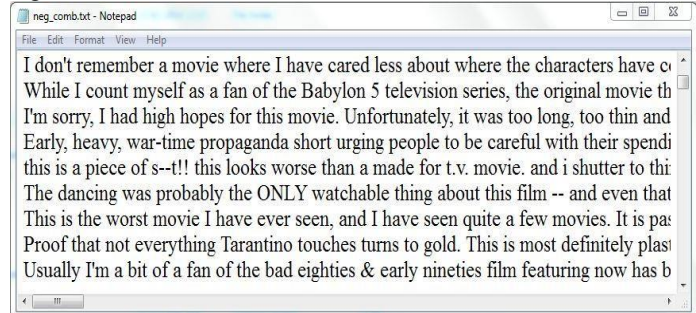 neg_comb.txt - Notepad
File Edit Format View Help
I don't remember a movie where I have cared less about where the characters have
While I count myself as a fan of the Babylon 5 television series, the original movie
I'm sorry, I had high hopes for this movie. Unfortunately, it was too long, too thin and
Early, heavy, war-time propaganda short urging people to be careful with their
this is a piece of s--t!! this looks worse than a made for t.v. movie. and i shutter to
The dancing was probably the ONLY watchable thing about this film -- and even that
This is the worst movie I have ever seen, and I have seen quite a few movies. It is
Proof that not everything Tarantino touches turns to gold. This is most definitely
Usually I'm a bit of a fan of the bad eighties & early nineties film featuring now has b